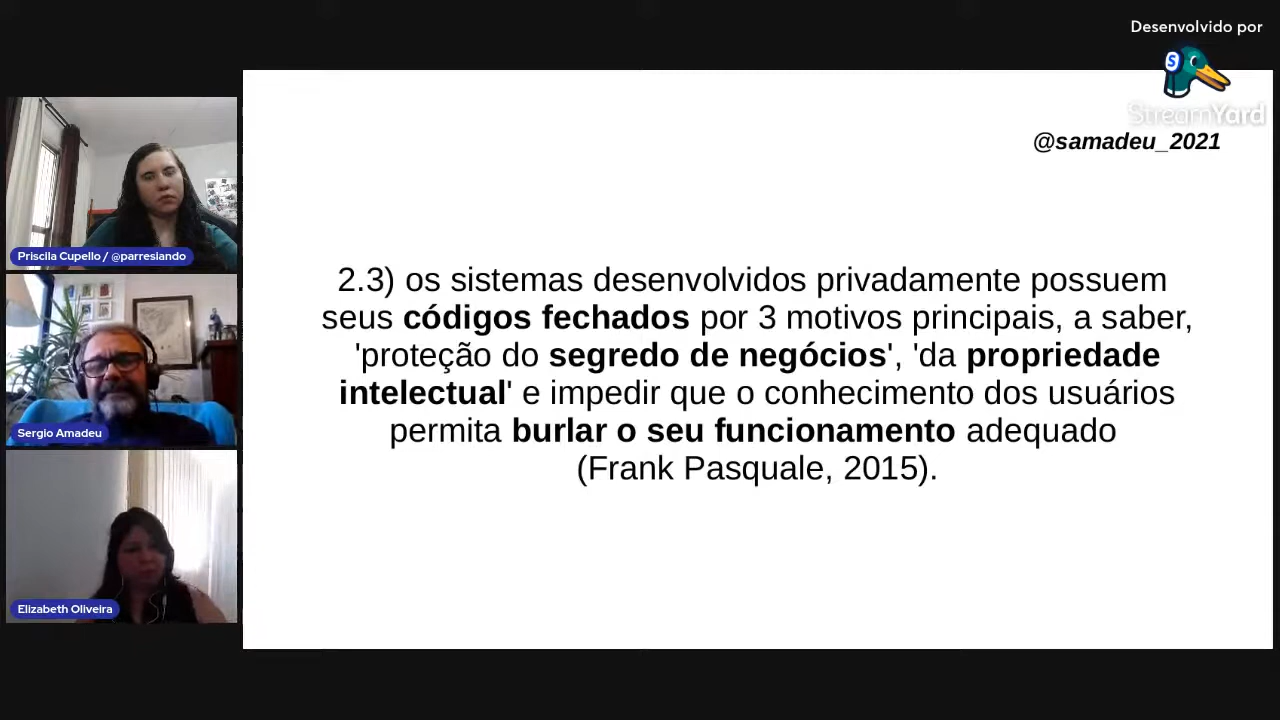 Desenvolvido por
StreamYard
@samadeu_2021
2.3) os sistemas desenvolvidos privadamente possuem
seus códigos fechados por 3 motivos principais, a saber,
'proteção do segredo de negócios', 'da propriedade
intelectual' e impedir que o conhecimento dos usuários
permita burlar o seu funcionamento adequado
(Frank Pasquale, 2015).
Priscila Cupello / @parresiando
Sergio Amadeu
Elizabeth Oliveira